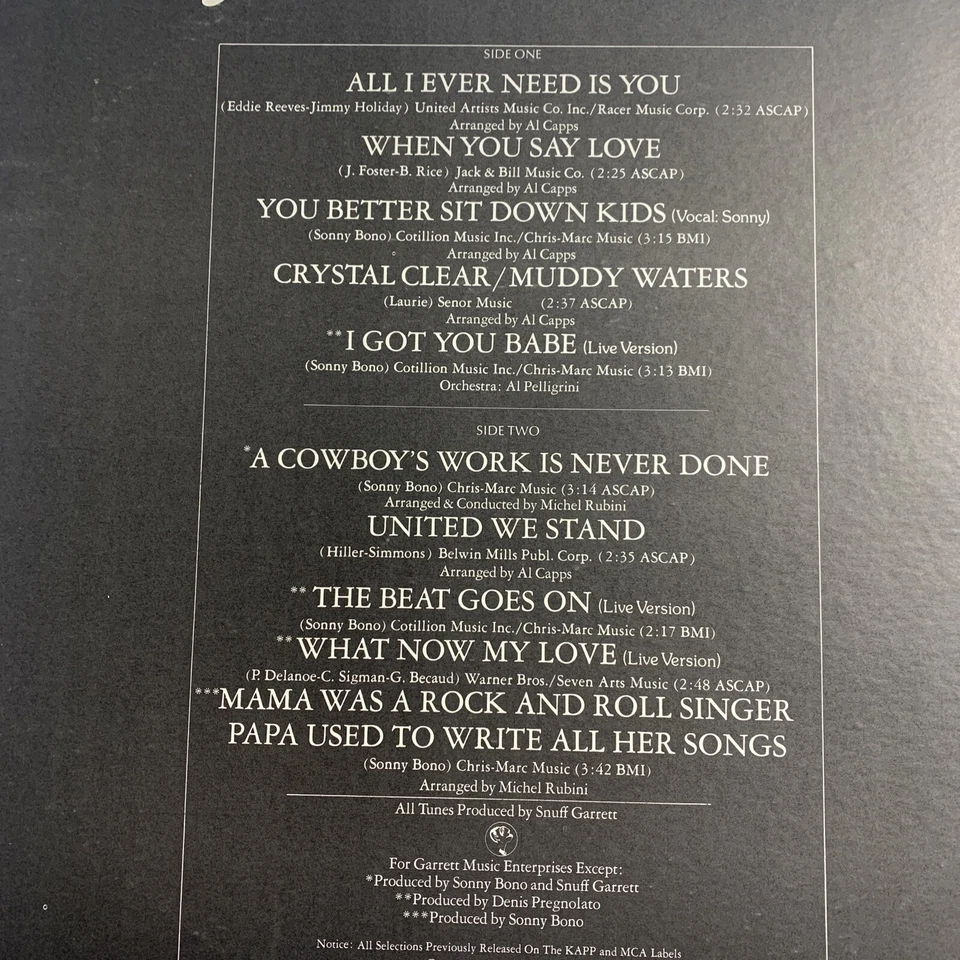 SIDE ONE
ALL I EVER NEED IS YOU
(Eddie Reeves-Jimmy Holiday) United Artists Music Co. Inc./Racer Music Corp. (2:32 ASCAP)
Arranged by Al Capps
WHEN YOU SAY LOVE
(J. Foster-B. Rice) Jack & Bill Music Co. (2:25 ASCAP)
Arranged by Al Capps
YOU BETTER SIT DOWN KIDS (Vocal: Sonny)
(Sonny Bono) Cotillion Music Inc./Chris-Marc Music (3:15 BMI)
Arranged by Al Capps
CRYSTAL CLEAR/MUDDY WATERS
(Laurie) Senor Music (2:37 ASCAP)
Arranged by Al Capps
**I GOT YOU BABE (Live Version)
(Sonny Bono) Cotillion Music Inc./Chris-Marc Music (3:13 BMI)
Orchestra: Al Pelligrini
SIDE TWO
*A COWBOY'S WORK IS NEVER DONE
(Sonny Bono) Chris-Marc Music (3:14 ASCAP)
Arranged & Conducted by Michel Rubini
UNITED WE STAND
(Hiller-Simmons) Belwin Mills Publ. Corp. (2:35 ASCAP)
Arranged by Al Capps
**THE BEAT GOES ON (Live Version)
(Sonny Bono) Cotillion Music Inc./Chris-Marc Music (2:17 BMI)
**WHAT NOW MY LOVE (Live Version)
(P. Delanoe-C. Sigman-G. Becaud) Warner Bros./Seven Arts Music (2:48 ASCAP)
***MAMA WAS A ROCK AND ROLL SINGER
PAPA USED TO WRITE ALL HER SONGS
(Sonny Bono) Chris-Marc Music (3:42 BMI)
Arranged by Michel Rubini
All Tunes Produced by Snuff Garrett
For Garrett Music Enterprises Except:
*Produced by Sonny Bono and Snuff Garrett
**Produced by Denis Pregnolato
***Produced by Sonny Bono
Notice: All Selections Previously Released On The KAPP and MCA Labels